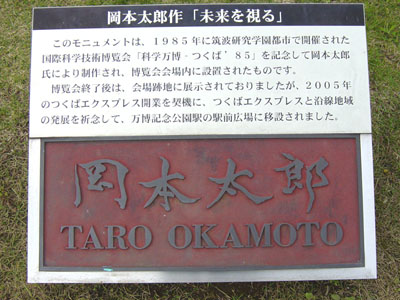 岡本太郎作「未来を視る」
このモニュメントは、1985年に筑波研究学園都市で開催された
国際科学技術博覧会「科学万博・つくば'85」を記念して岡本太郎
氏により制作され、博覧会会場内に設置されたものです。
博覧会終了後は、会場跡地に展示されておりましたが、2005年
のつくばエクスプレス開業を契機に、つくばエクスプレスと沿線地域
の発展を祈念して、万博記念公園駅の駅前広場に移設されました。
岡本太郎
TARO OKAMOTO